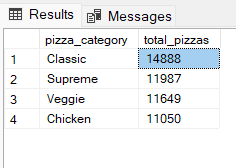 Results Messages
pizza_category total_pizzas
1 Classic 14888
2 Supreme 11987
3 Veggie 11649
4 Chicken 11050